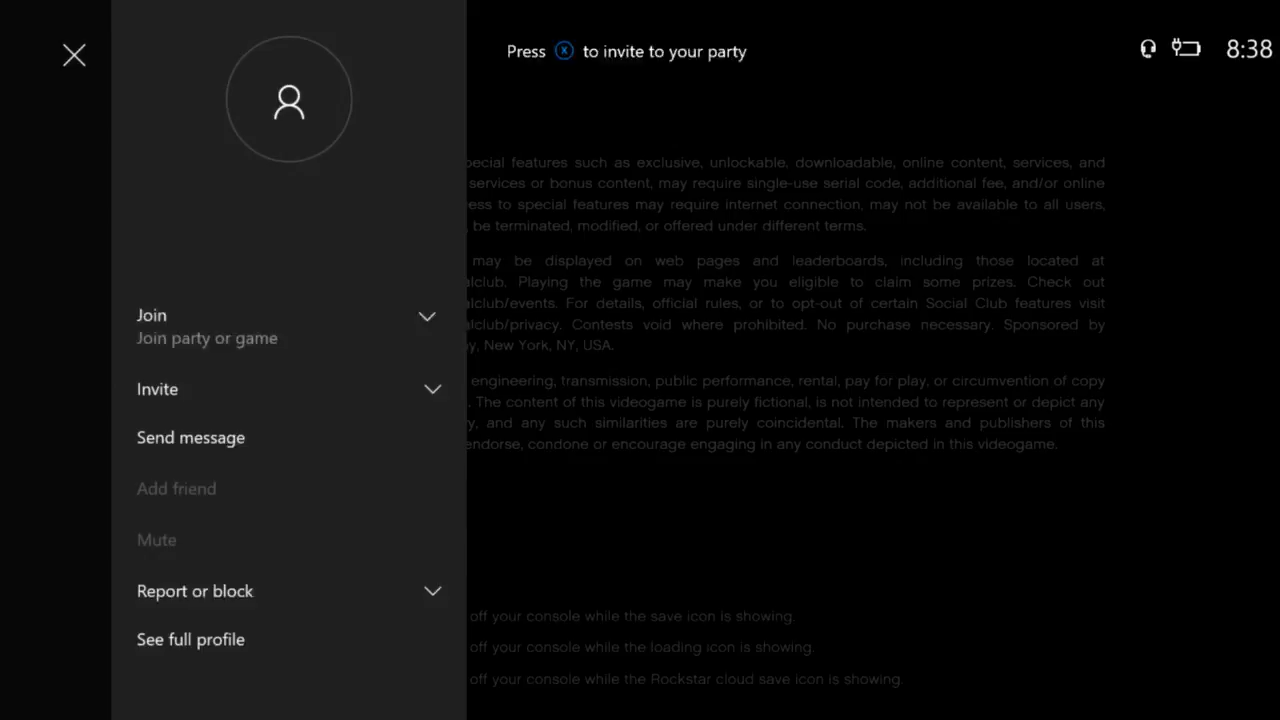 Press X to invite to your party
8:38
Join
Join party or game
Invite
Send message
Add friend
Mute
Report or block
See full profile
special features such as exclusive, unlockable. downloadable, online content, services, and
services or bonus content, may require single-use serial code, additional fee, and/or online
to special features may require internet connection, may not be available to all users,
be terminated, modified, or offered under different terms.
may be displayed on web pages and leaderboards, including those located at
Playing the game may make you eligible to claim some prizes. Check out
/events. For details, official rules, or to opt-out of certain Social Club features visit
/privacy. Contests void where prohibited. No purchase necessary. Sponsored by
New York, NY, USA.
engineering, transmission, public performance, rental, pay for play, or circumvention of copy
The content of this videogame is purely fictional, is not intended to represent or depict any
and any such similarities are purely coincidental. The makers and publishers of this
endorse, condone or encourage engaging in any conduct depicted in this videogame.
off your console while the save icon is showing.
off your console while the loading icon is showing.
off your console while the Rockstar cloud save icon is showing.